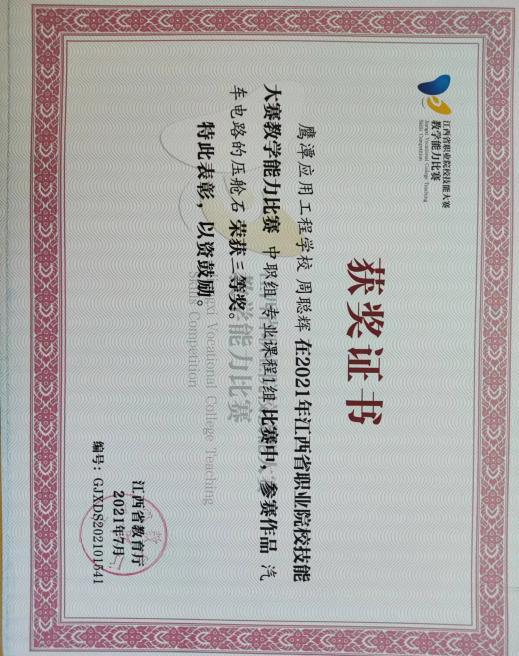 江西省职业院校技能大赛
教学能力比赛
Jiangxi Vocational College Teaching
Skills Competition
获奖证书
鹰潭应用工程学校 周聪辉 在2021年江西省职业院校技能
大赛教学能力比赛 中职组 专业课程1组 比赛中，参赛作品 汽
车电路的压舱石 荣获三等奖。
特此表彰，以资鼓励。
教学能力比赛
Jiangxi Vocational College Teaching
Skills Competition
江西省教育厅
2021年7月
编号：GJXDS202101541